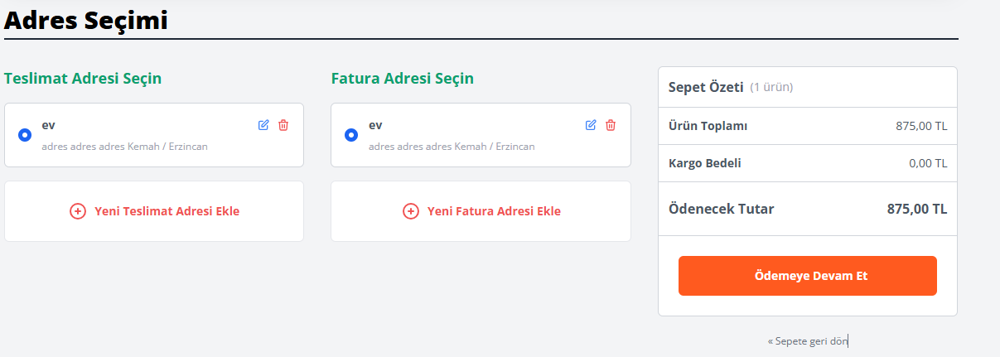 Adres Seçimi
Teslimat Adresi Seçin
ev
adres adres adres Kemah / Erzincan
Yeni Teslimat Adresi Ekle
Fatura Adresi Seçin
ev
adres adres adres Kemah / Erzincan
Yeni Fatura Adresi Ekle
Sepet Özeti (1 ürün)
Ürün Toplamı 875,00 TL
Kargo Bedeli 0,00 TL
Ödenecek Tutar 875,00 TL
Ödemeye Devam Et
« Sepete geri dön